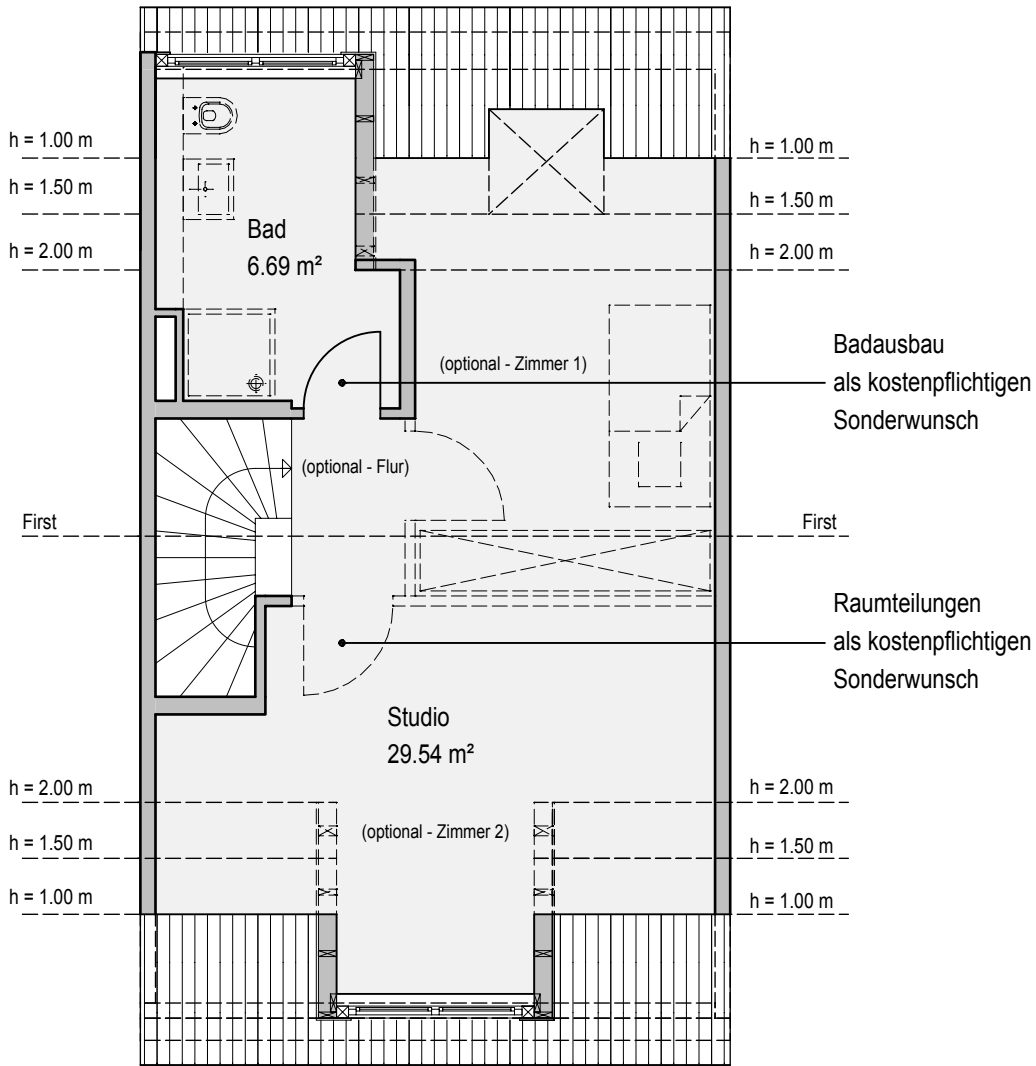 h = 1.00 m
h = 1.00 m
h = 1.50 m
h = 1.50 m
Bad
6.69 m²
h = 2.00 m
h = 2.00 m
(optional - Zimmer 1)
Badausbau
als kostenpflichtigen
Sonderwunsch
(optional - Flur)
First
First
Raumteilungen
als kostenpflichtigen
Sonderwunsch
Studio
29.54 m²
h = 2.00 m
h = 2.00 m
(optional - Zimmer 2)
h = 1.50 m
h = 1.50 m
h = 1.00 m
h = 1.00 m